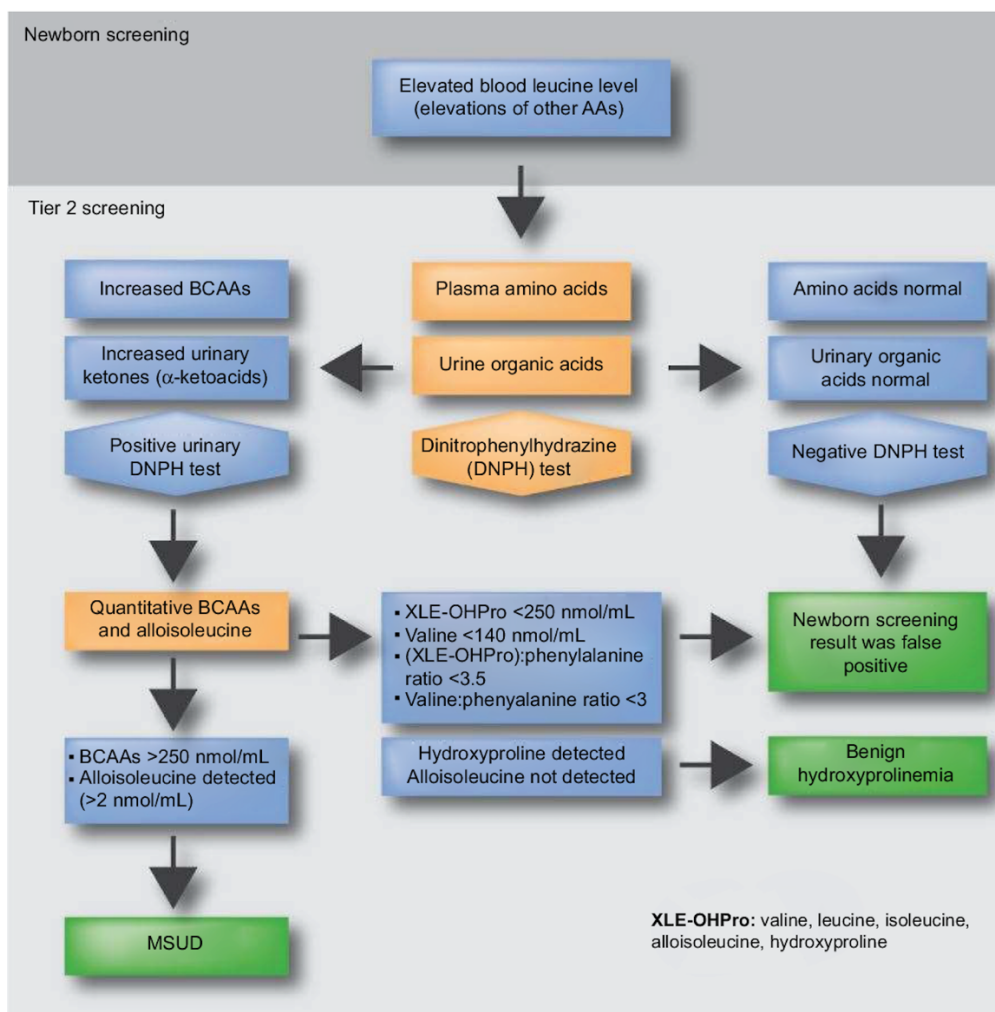 Newborn screening
Elevated blood leucine level
(elevations of other AAs)
Tier 2 screening
Increased BCAAs
Increased urinary
ketones (α-ketoacids)
Positive urinary
DNPH test
Plasma amino acids
Urine organic acids
Dinitrophenylhydrazine
(DNPH) test
Amino acids normal
Urinary organic
acids normal
Negative DNPH test
Quantitative BCAAs
and alloisoleucine
▪ XLE-OHPro <250 nmol/mL
▪ Valine <140 nmol/mL
▪ (XLE-OHPro):phenylalanine
ratio <3.5
▪ Valine:phenyalanine ratio <3
Newborn screening
result was false
positive
▪ BCAAs >250 nmol/mL
▪ Alloisoleucine detected
(>2 nmol/mL)
Hydroxyproline detected
Alloisoleucine not detected
Benign
hydroxyprolinemia
MSUD
XLE-OHPro: valine, leucine, isoleucine,
alloisoleucine, hydroxyproline